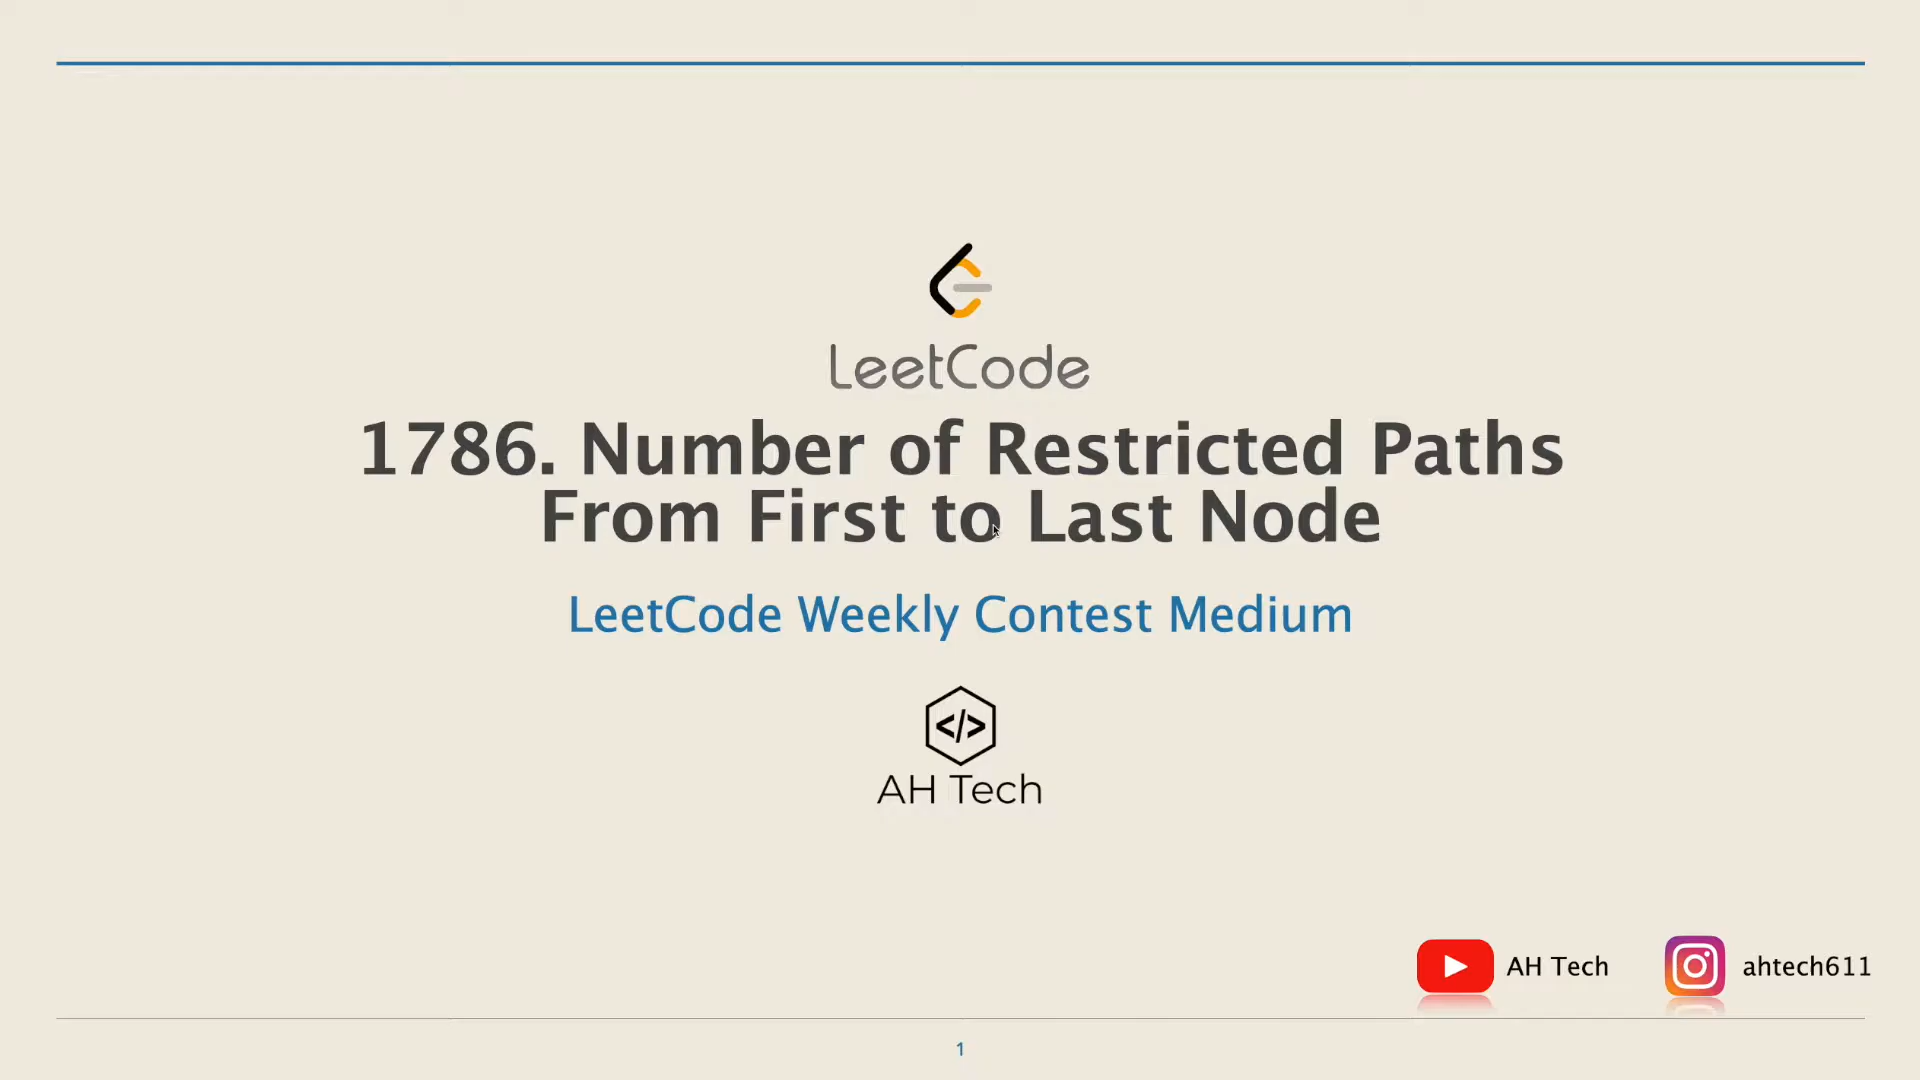 LeetCode
1786. Number of Restricted Paths
From First to Last Node
LeetCode Weekly Contest Medium
</>
AH Tech
AH Tech
ahtech611
1